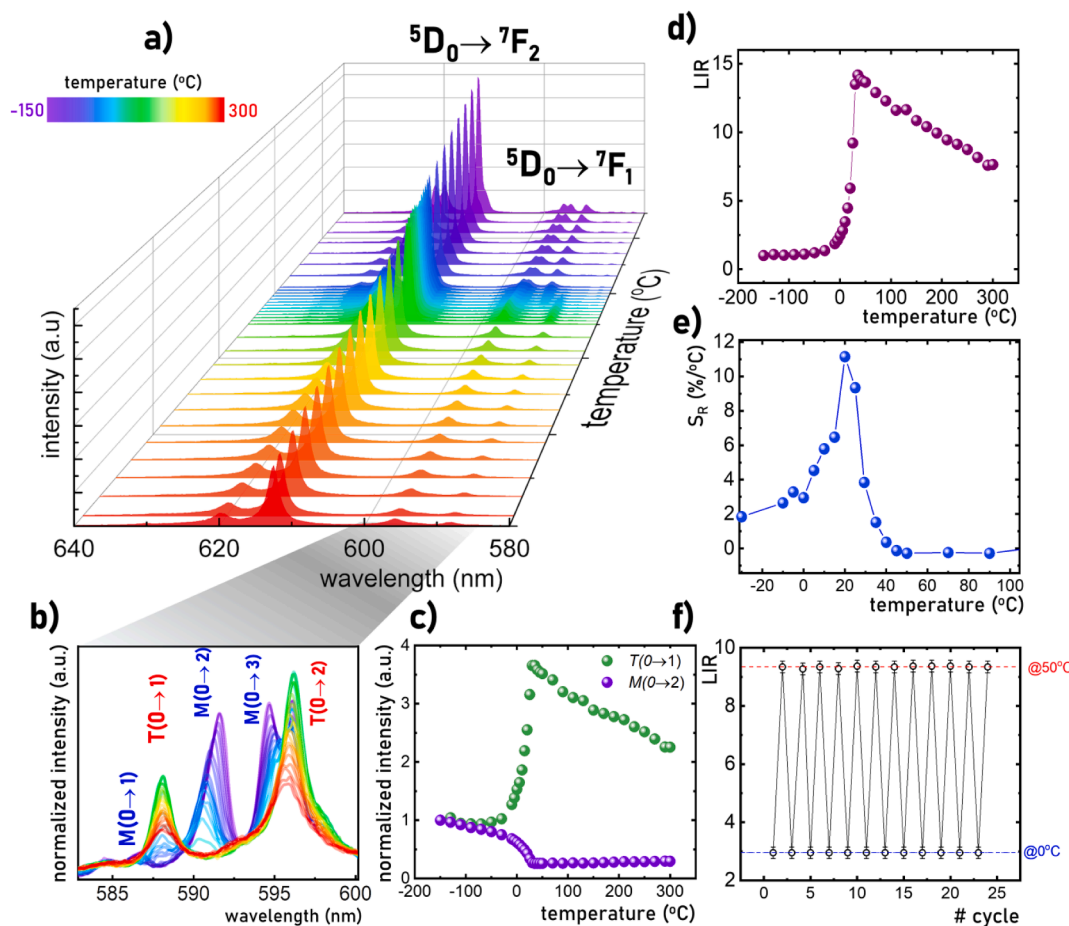 a)
⁵D₀→ ⁷F₂
temperature (ºC)
-150 300
⁵D₀→ ⁷F₁
intensity (a.u)
temperature (ºC)
640 620 600 580
wavelength (nm)
d)
LIR
15
10
5
0
-200 -100 0 100 200 300
temperature (ºC)
e)
S_R (%/ºC)
12
10
8
6
4
2
0
-20 0 20 40 60 80 100
temperature (ºC)
b)
normalized intensity (a.u.)
M(0→1)
T(0→1)
M(0→2)
M(0→3)
T(0→2)
585 590 595 600
wavelength (nm)
c)
normalized intensity (a.u.)
4
3
2
1
0
T(0→1)
M(0→2)
-200 -100 0 100 200 300
temperature (ºC)
f)
LIR
10
8
6
4
2
@50ºC
@0ºC
0 5 10 15 20 25
# cycle